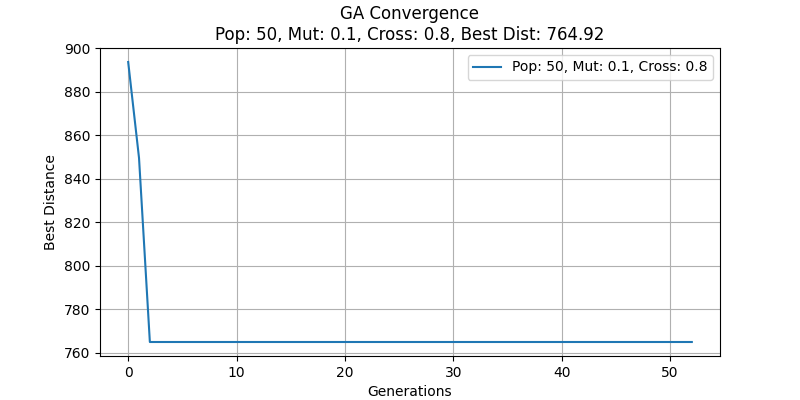 GA Convergence
Pop: 50, Mut: 0.1, Cross: 0.8, Best Dist: 764.92
Pop: 50, Mut: 0.1, Cross: 0.8
Best Distance
900
880
860
840
820
800
780
760
0 10 20 30 40 50
Generations